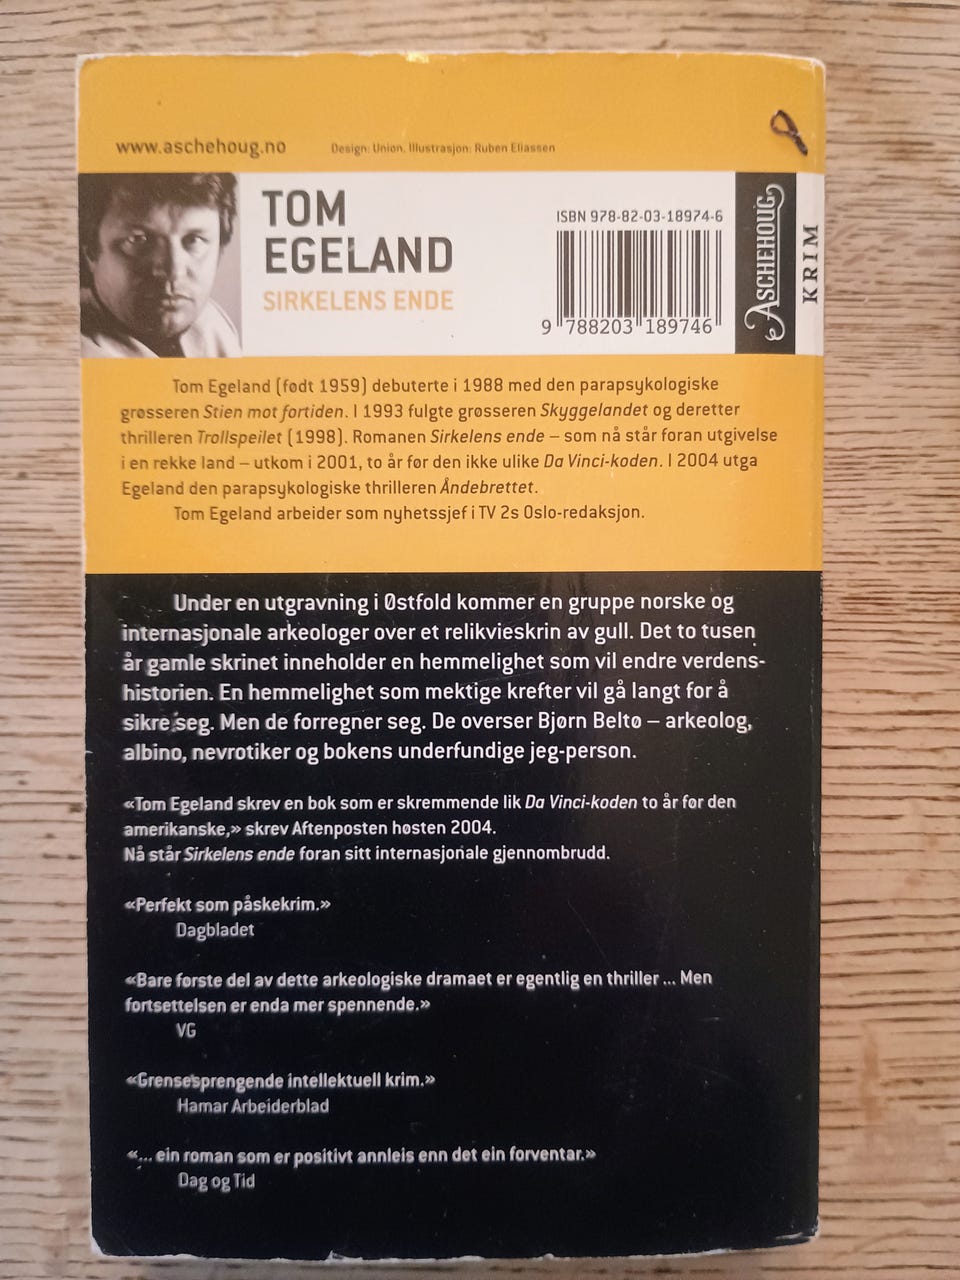 www.aschehoug.no
Design: Union. Illustrasjon: Ruben Eliassen
TOM
EGELAND
SIRKELENS ENDE
ISBN 978-82-03-18974-6
9 788203 189746
ASCHEHOUG
KRIM
Tom Egeland (født 1959) debuterte i 1988 med den parapsykologiske
grøsseren Stien mot fortiden. I 1993 fulgte grøsseren Skyggelandet og deretter
thrilleren Trollspeilet (1998). Romanen Sirkelens ende – som nå står foran utgivelse
i en rekke land – utkom i 2001, to år før den ikke ulike Da Vinci-koden. I 2004 utga
Egeland den parapsykologiske thrilleren Åndebrettet.
Tom Egeland arbeider som nyhetssjef i TV 2s Oslo-redaksjon.
Under en utgravning i Østfold kommer en gruppe norske og
internasjonale arkeologer over et relikvieskrin av gull. Det to tusen
år gamle skrinet inneholder en hemmelighet som vil endre verdens-
historien. En hemmelighet som mektige krefter vil gå langt for å
sikre seg. Men de forregner seg. De overser Bjørn Beltø – arkeolog,
albino, nevrotiker og bokens underfundige jeg-person.
«Tom Egeland skrev en bok som er skremmende lik Da Vinci-koden to år før den
amerikanske,» skrev Aftenposten høsten 2004.
Nå står Sirkelens ende foran sitt internasjonale gjennombrudd.
«Perfekt som påskekrim.»
Dagbladet
«Bare første del av dette arkeologiske dramaet er egentlig en thriller ... Men
fortsettelsen er enda mer spennende.»
VG
«Grensesprengende intellektuell krim.»
Hamar Arbeiderblad
«... ein roman som er positivt annleis enn det ein forventar.»
Dag og Tid